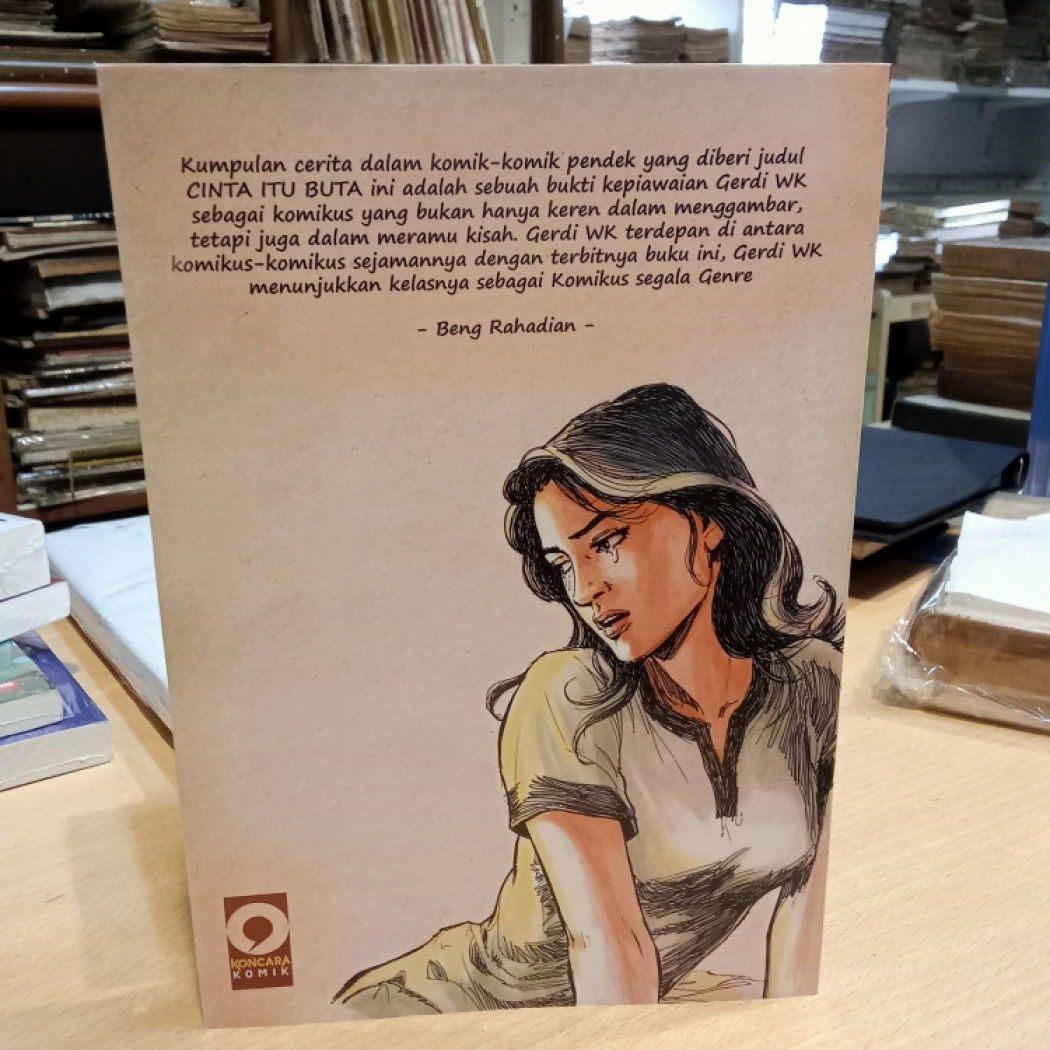 Kumpulan cerita dalam komik-komik pendek yang diberi judul
CINTA ITU BUTA ini adalah sebuah bukti kepiawaian Gerdi WK
sebagai komikus yang bukan hanya keren dalam menggambar,
tetapi juga dalam meramu kisah. Gerdi WK terdepan di antara
komikus-komikus sejamannya dengan terbitnya buku ini, Gerdi WK
menunjukkan kelasnya sebagai Komikus segala Genre
- Beng Rahadian -
KONCARA
KOMIK